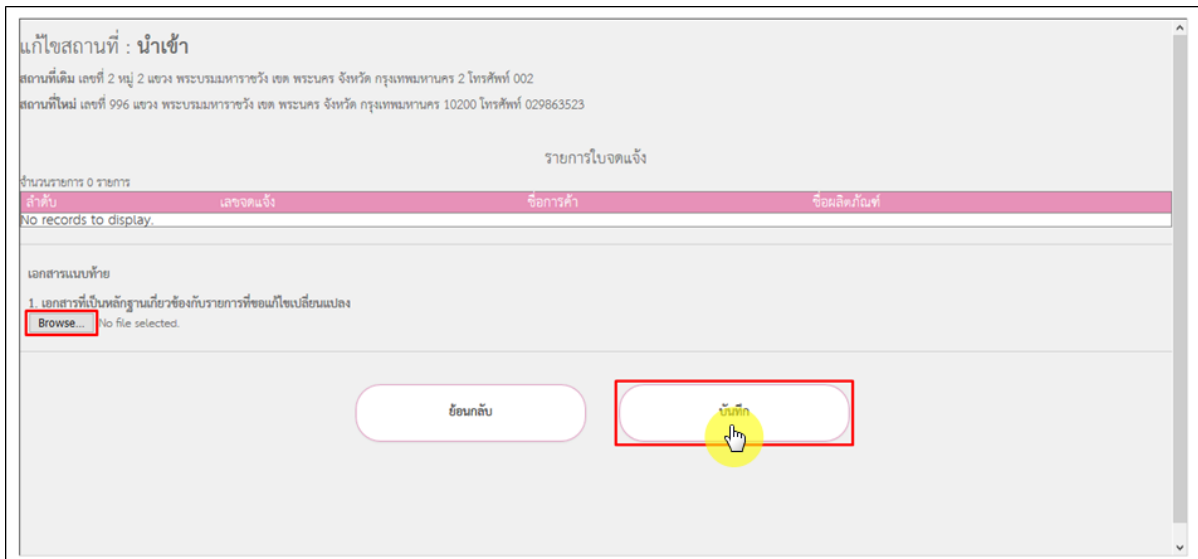 แก้ไขสถานที่ : นำเข้า
สถานที่เดิม เลขที่ 2 หมู่ 2 แขวง พระบรมมหาราชวัง เขต พระนคร จังหวัด กรุงเทพมหานคร 2 โทรศัพท์ 002
สถานที่ใหม่ เลขที่ 996 แขวง พระบรมมหาราชวัง เขต พระนคร จังหวัด กรุงเทพมหานคร 10200 โทรศัพท์ 029863523
รายการใบจดแจ้ง
จำนวนรายการ 0 รายการ
ลำดับ เลขจดแจ้ง ชื่อการค้า ชื่อผลิตภัณฑ์
No records to display.
เอกสารแนบท้าย
1. เอกสารที่เป็นหลักฐานเกี่ยวข้องกับรายการที่ขอแก้ไขเปลี่ยนแปลง
Browse... No file selected.
ย้อนกลับ บันทึก